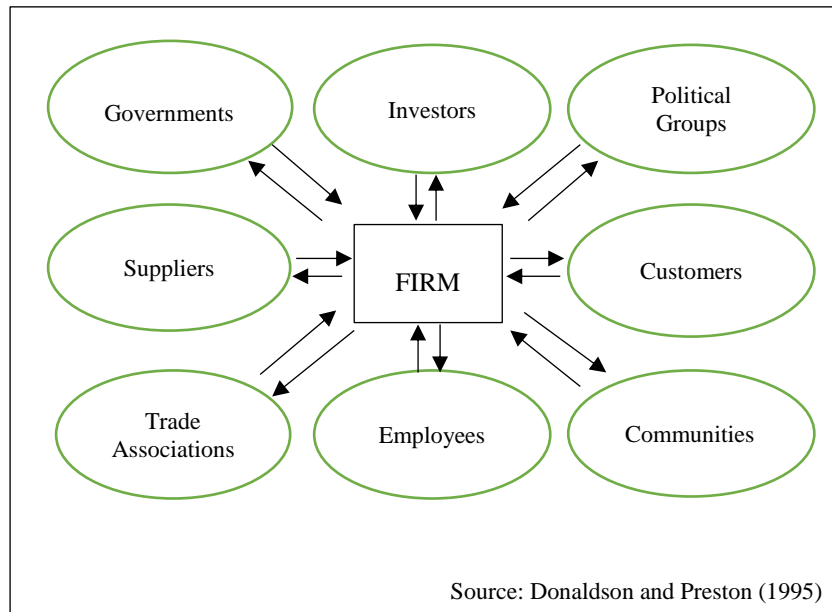 Governments
Investors
Political
Groups
Suppliers
FIRM
Customers
Trade
Associations
Employees
Communities
Source: Donaldson and Preston (1995)